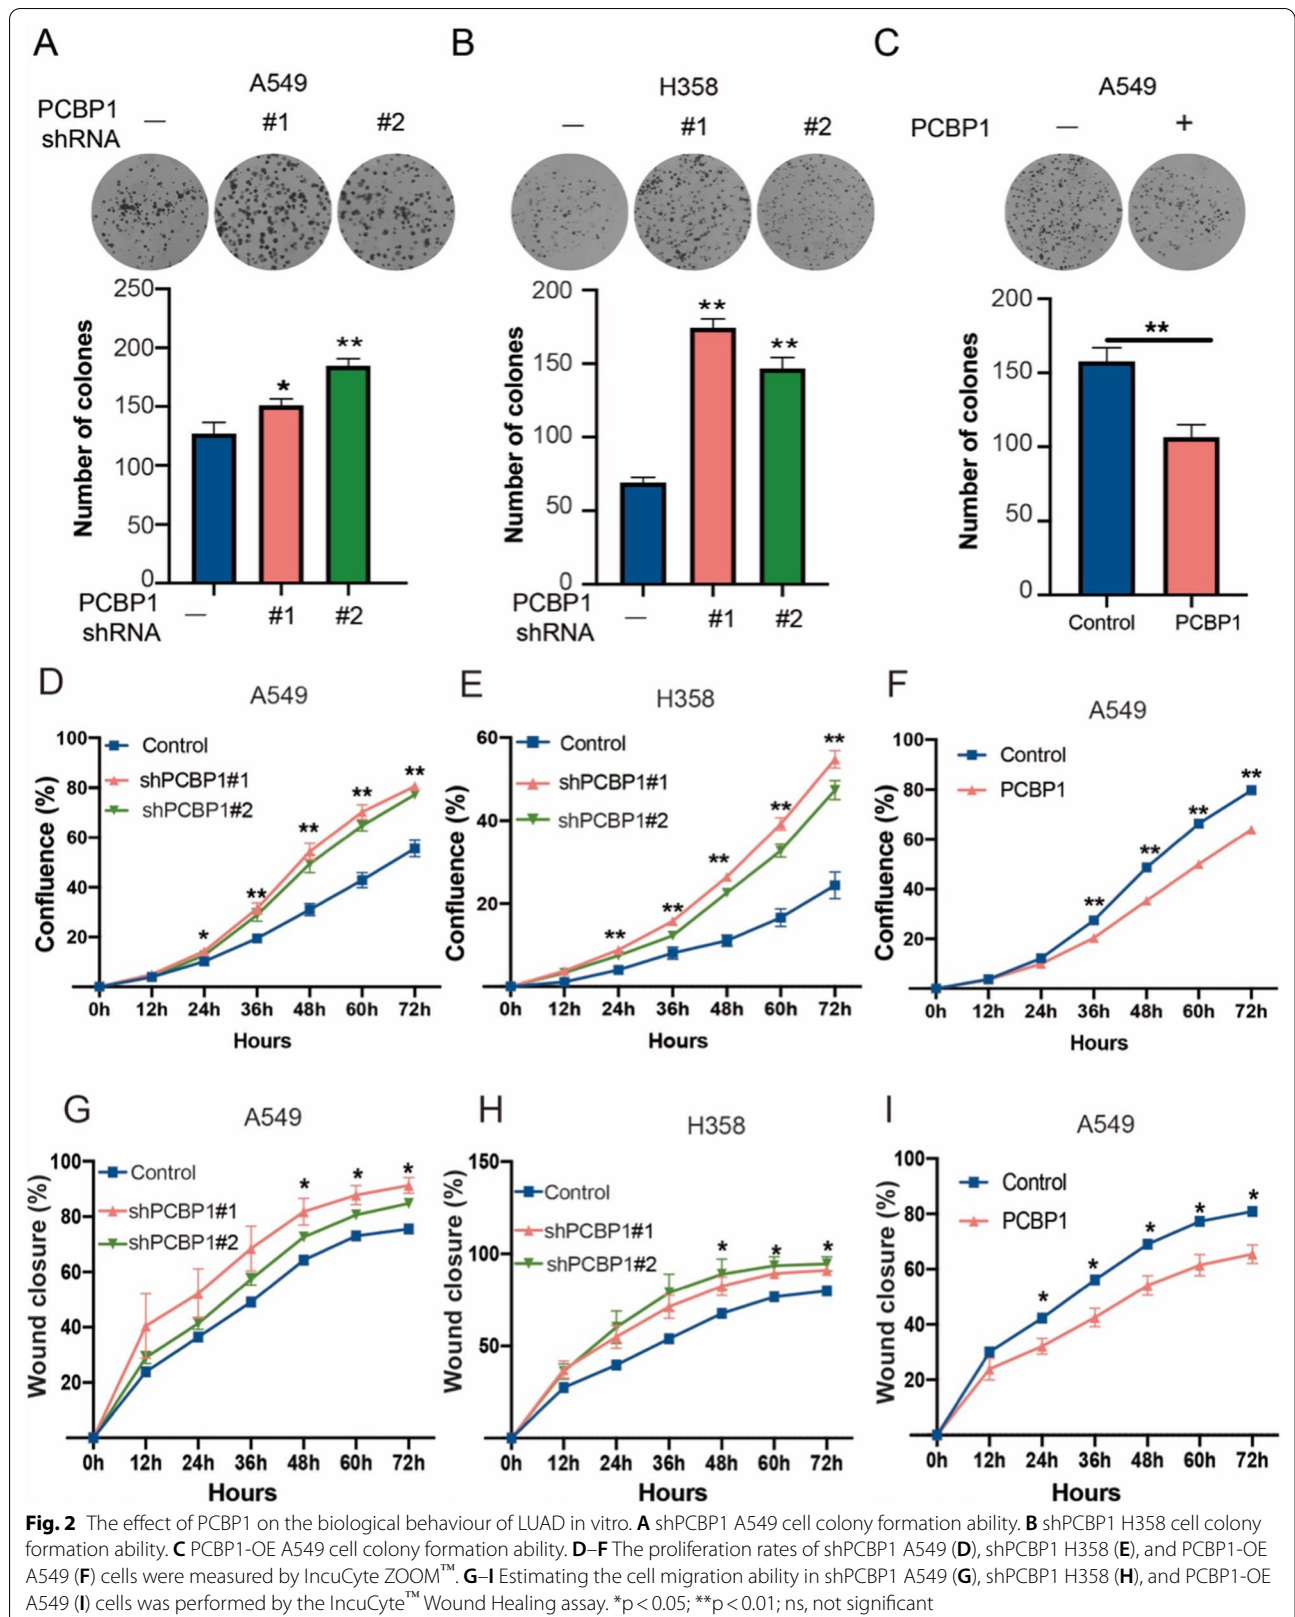 A
A549
PCBP1
shRNA
—
#1
#2
250
200
150
100
50
0
Number of colones
*
**
PCBP1
shRNA
—
#1
#2
B
H358
—
#1
#2
200
150
100
50
0
Number of colones
**
**
PCBP1
shRNA
—
#1
#2
C
A549
PCBP1
—
+
200
150
100
50
0
Number of colones
**
Control
PCBP1
D
A549
100
80
60
40
20
Confluence (%)
Control
shPCBP1#1
shPCBP1#2
*
**
**
**
**
0h 12h 24h 36h 48h 60h 72h
Hours
E
H358
60
40
20
Confluence (%)
Control
shPCBP1#1
shPCBP1#2
**
**
**
**
**
0h 12h 24h 36h 48h 60h 72h
Hours
F
A549
100
80
60
40
20
Confluence (%)
Control
PCBP1
**
**
**
**
0h 12h 24h 36h 48h 60h 72h
Hours
G
A549
100
80
60
40
20
Wound closure (%)
Control
shPCBP1#1
shPCBP1#2
*
*
*
0h 12h 24h 36h 48h 60h 72h
Hours
H
H358
150
100
50
Wound closure (%)
Control
shPCBP1#1
shPCBP1#2
*
*
*
0h 12h 24h 36h 48h 60h 72h
Hours
I
A549
100
80
60
40
20
Wound closure (%)
Control
PCBP1
*
*
*
*
*
0h 12h 24h 36h 48h 60h 72h
Hours
Fig. 2 The effect of PCBP1 on the biological behaviour of LUAD in vitro. A shPCBP1 A549 cell colony formation ability. B shPCBP1 H358 cell colony
formation ability. C PCBP1-OE A549 cell colony formation ability. D–F The proliferation rates of shPCBP1 A549 (D), shPCBP1 H358 (E), and PCBP1-OE
A549 (F) cells were measured by IncuCyte ZOOM™. G–I Estimating the cell migration ability in shPCBP1 A549 (G), shPCBP1 H358 (H), and PCBP1-OE
A549 (I) cells was performed by the IncuCyte™ Wound Healing assay. *p < 0.05; **p < 0.01; ns, not significant